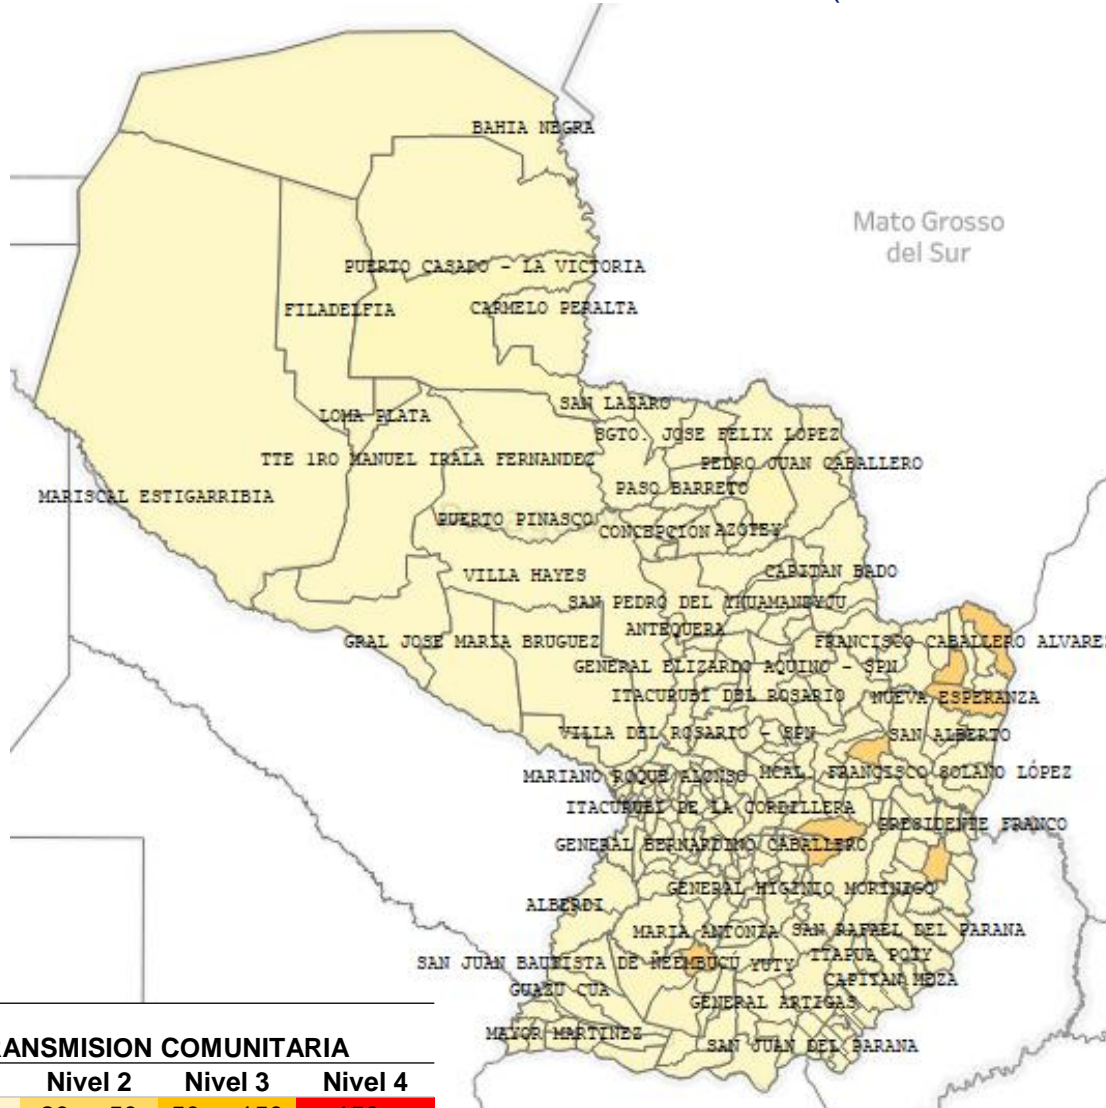 BAHIA NEGRA
Mato Grosso
del Sur
PUERTO CASADO - LA VICTORIA
FILADELFIA
CARMELO PERALTA
SAN LAZARO
LOMA PLATA
SGTO. JOSE FELIX LOPEZ
TTE 1RO MANUEL IRALA FERNANDEZ
PEDRO JUAN CABALLERO
MARISCAL ESTIGARRIBIA
PASO BARRETO
PUERTO PINASCO
CONCEPCIÓN
AZOTEY
VILLA HAYES
CAPITAN BADO
SAN PEDRO DEL YKUAMANDYJU
ANTEQUERA
GRAL JOSE MARIA BRUGUEZ
FRANCISCO CABALLERO ALVARE
GENERAL ELIZARDO AQUINO - SPN
ITACURUBI DEL ROSARIO
NUEVA ESPERANZA
VILLA DEL ROSARIO - SPN
SAN ALBERTO
MARIANO ROQUE ALONSO
MCAL. FRANCISCO SOLANO LÓPEZ
ITACURUBI DE LA CORDILLERA
PRESIDENTE FRANCO
GENERAL BERNARDINO CABALLERO
GENERAL HIGINIO MORINIGO
ALBERDI
MARIA ANTONIA
SAN RAFAEL DEL PARANA
SAN JUAN BAUTISTA DE ÑEEMBUCÚ
YUTY
ITAPUA POTY
CAPITAN MEZA
GUAZU CUA
GENERAL ARTIGAS
MAYOR MARTINEZ
SAN JUAN DEL PARANA
RANSMISION COMUNITARIA
Nivel 2 Nivel 3 Nivel 4